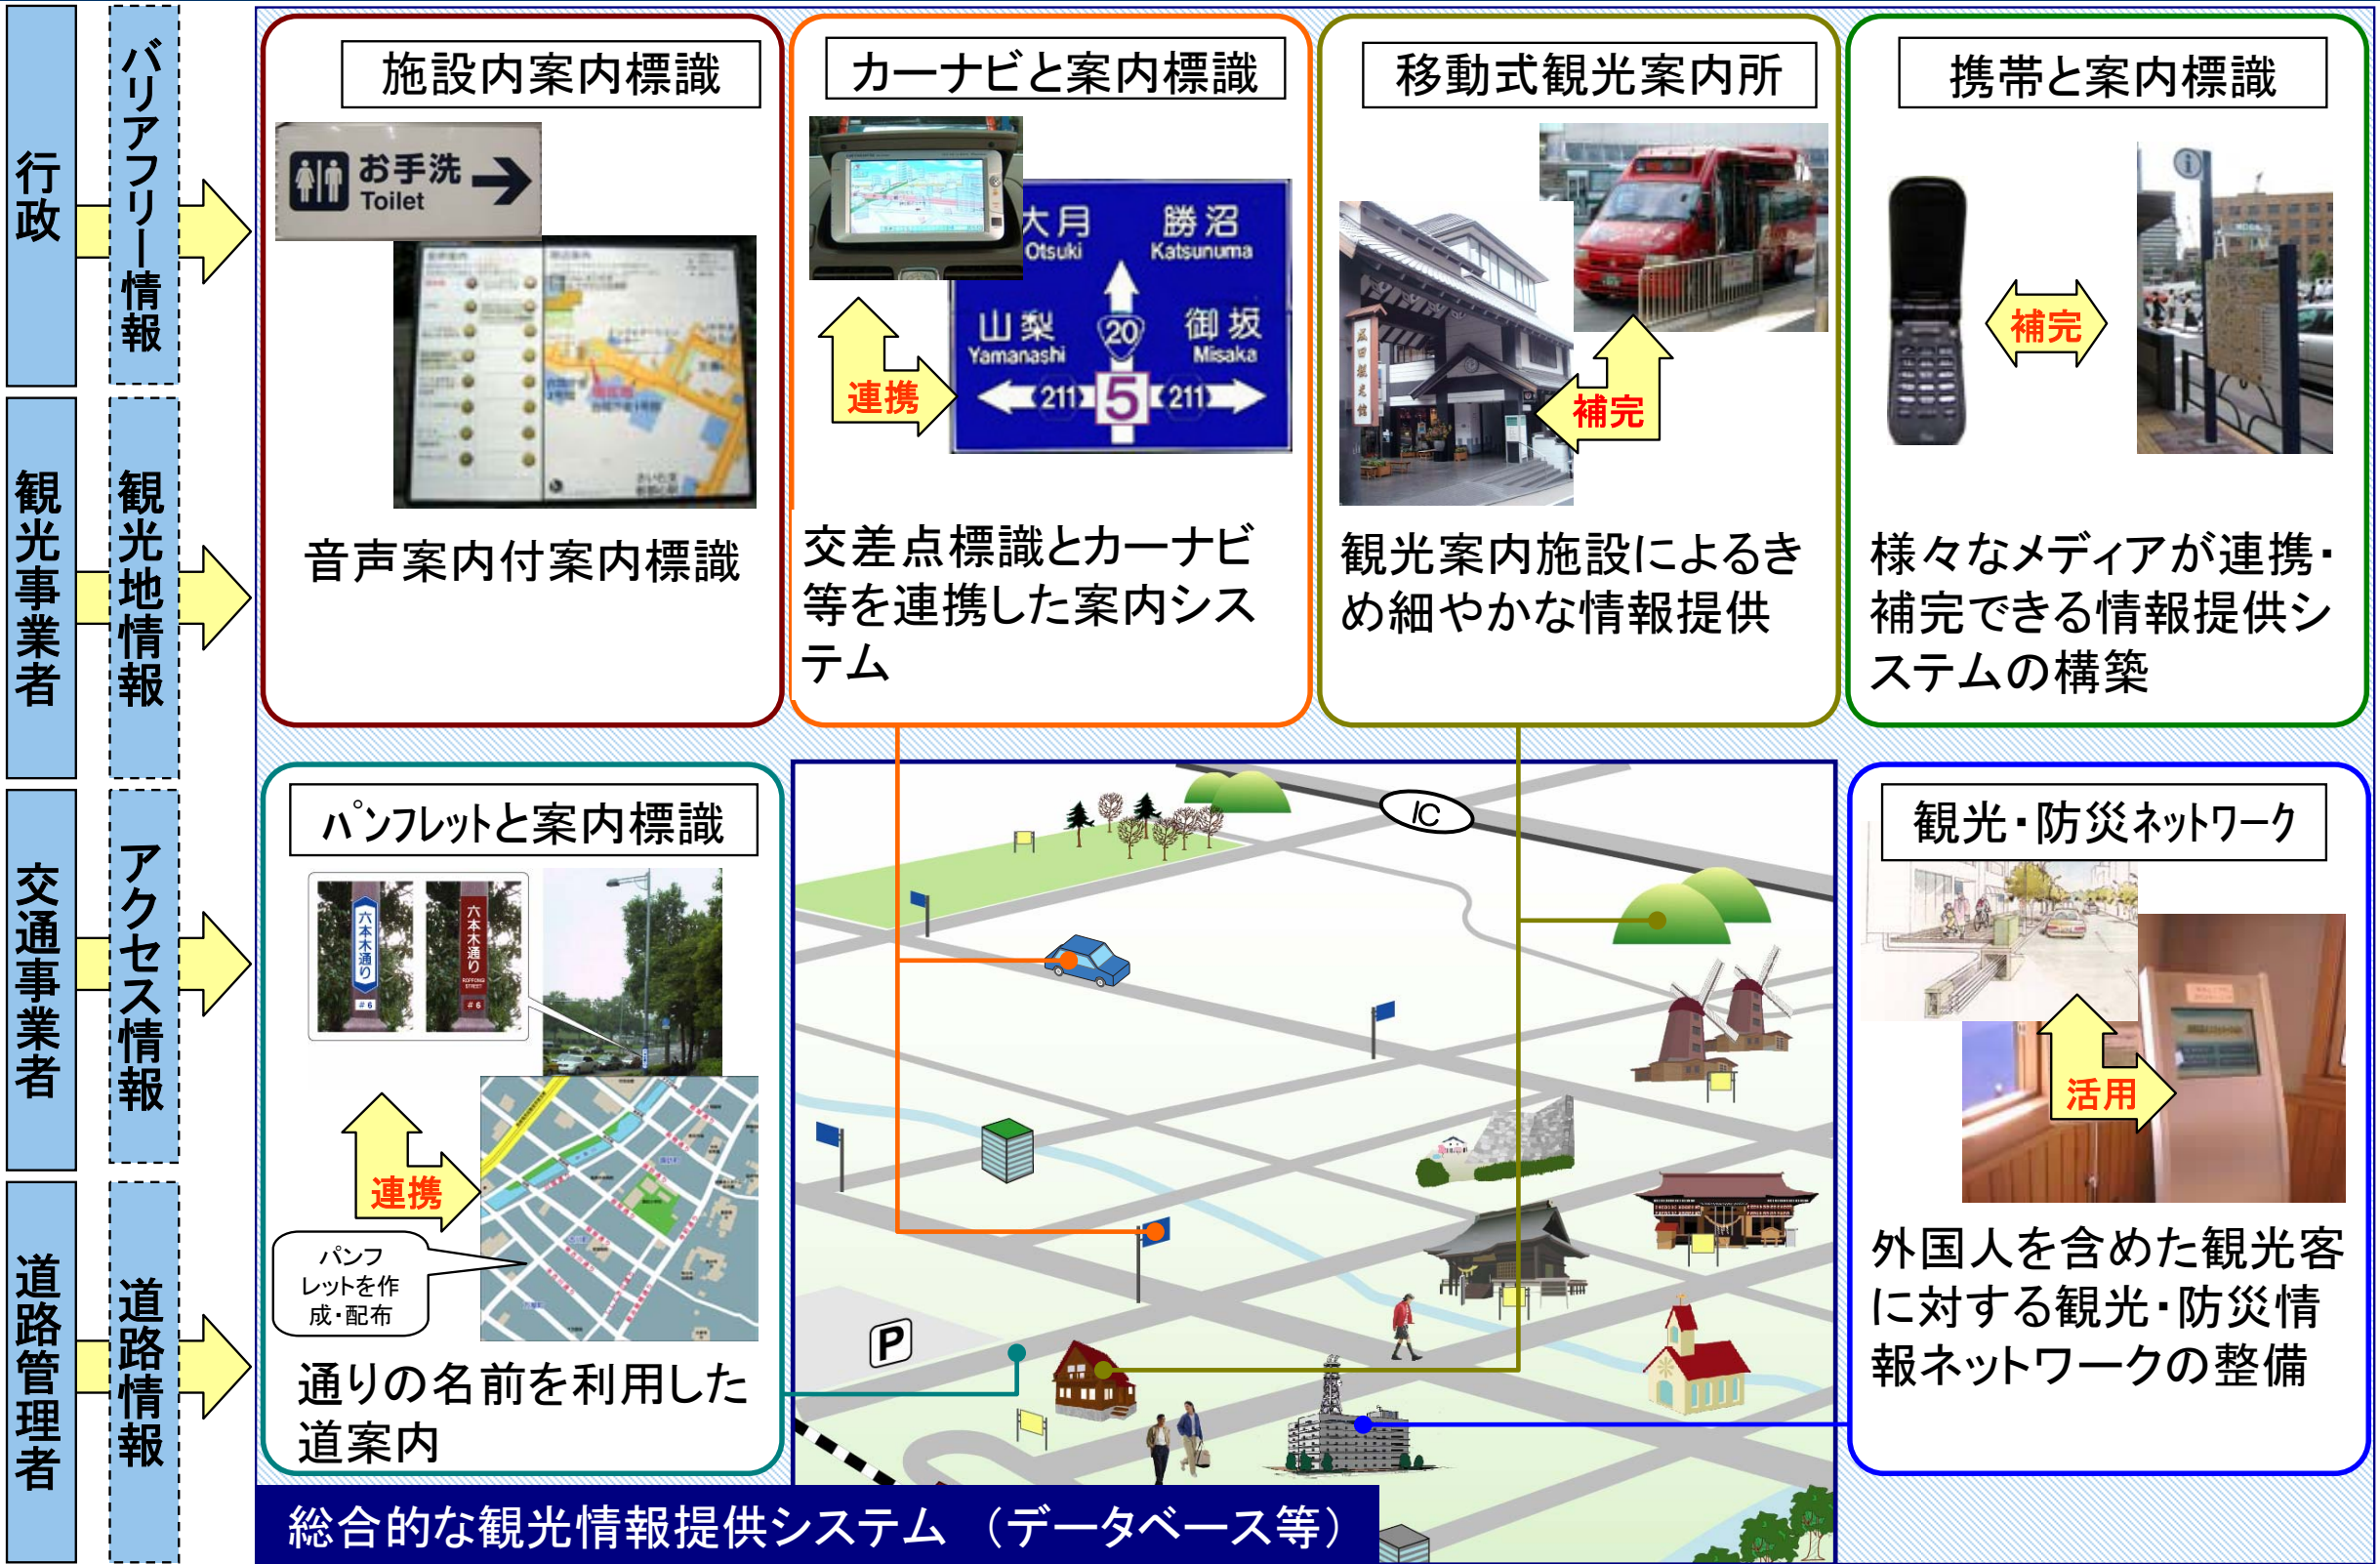 行政
バリアフリー情報
観光事業者
観光地情報
交通事業者
アクセス情報
道路管理者
道路情報
施設内案内標識
お手洗
Toilet
音声案内付案内標識
カーナビと案内標識
大月
Otsuki
勝沼
Katsunuma
山梨
Yamanashi
20
御坂
Misaka
211
5
211
連携
交差点標識とカーナビ
等を連携した案内シス
テム
移動式観光案内所
補完
観光案内施設によるき
め細やかな情報提供
携帯と案内標識
i
補完
様々なメディアが連携・
補完できる情報提供シ
ステムの構築
パンフレットと案内標識
六本木通り
#6
六本木通り
ROPPONGI
STREET
#6
連携
パンフ
レットを作
成・配布
通りの名前を利用した
道案内
IC
P
観光・防災ネットワーク
活用
外国人を含めた観光客
に対する観光・防災情
報ネットワークの整備
総合的な観光情報提供システム （データベース等）